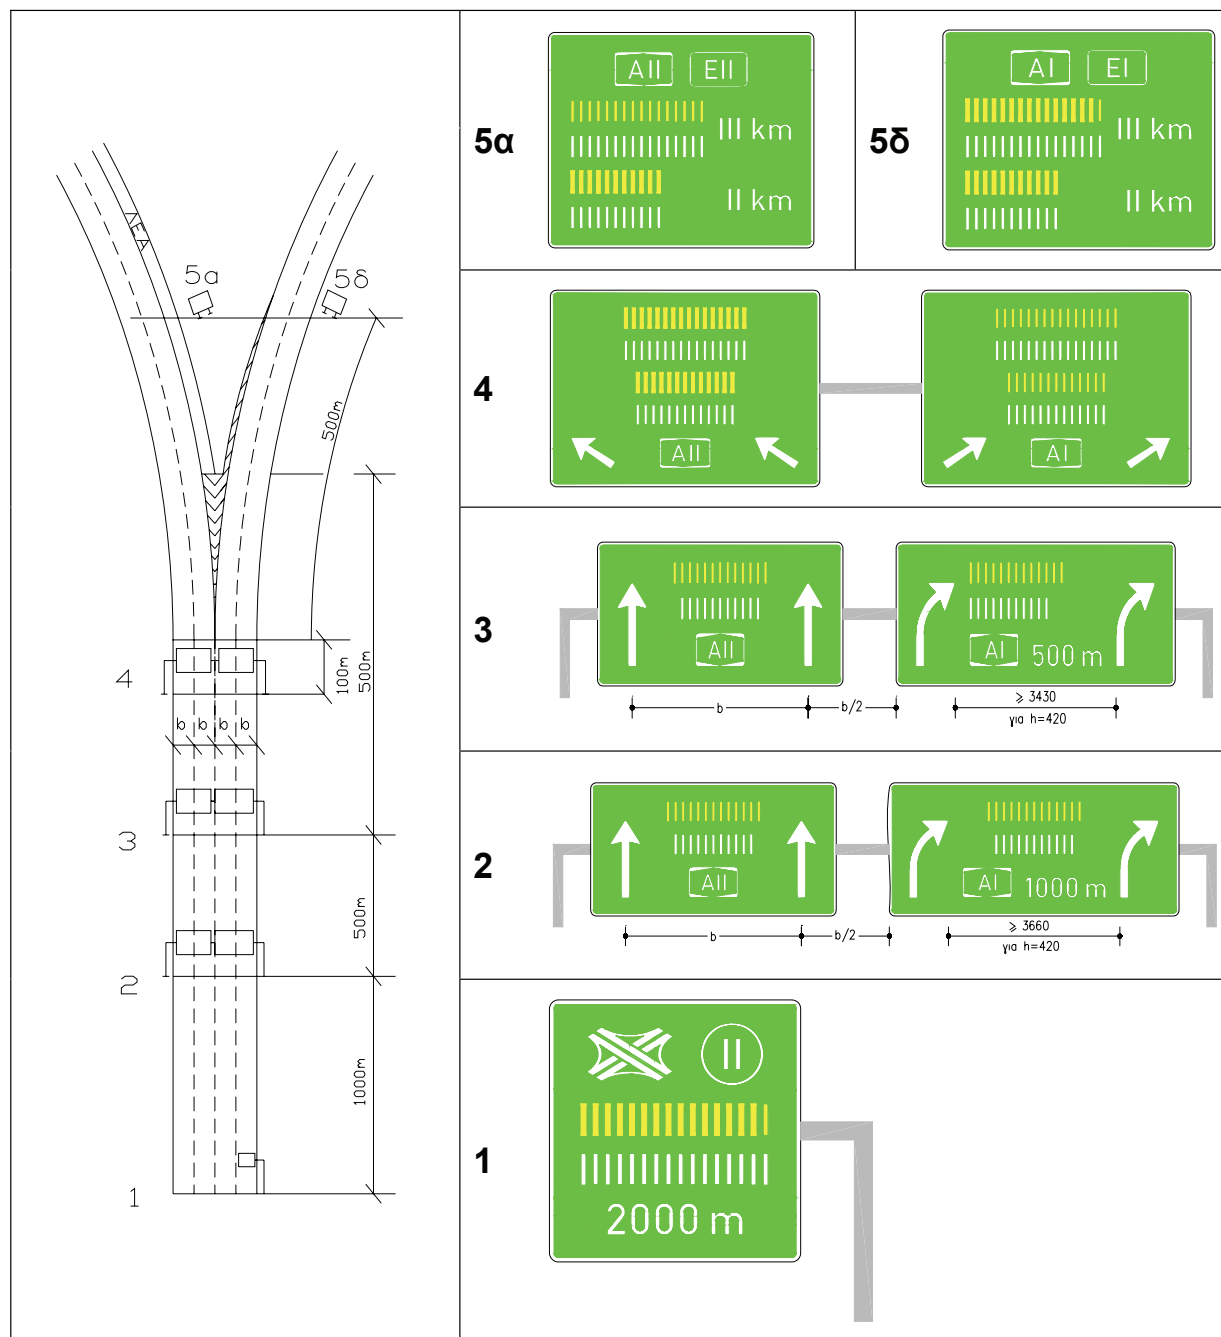 ΛΕΑ
5α
5δ
500m
4
100m
500m
b
b
b
b
3
500m
2
1000m
1
5α
AII
EII
III km
II km
5δ
AI
EI
III km
II km
4
AII
AI
3
AII
AI
500 m
b
b/2
⩾ 3430
για h=420
2
AII
AI
1000 m
b
b/2
⩾ 3660
για h=420
1
II
2000 m